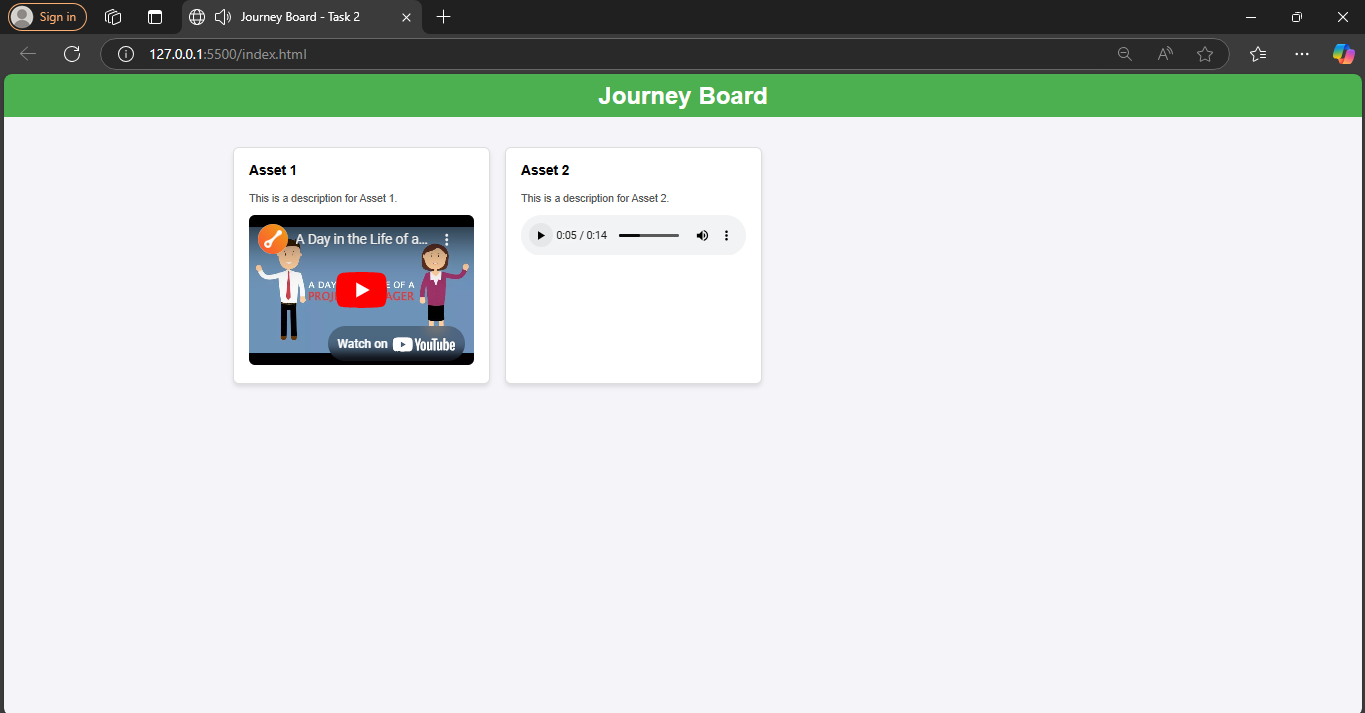 Sign in
Journey Board - Task 2
127.0.0.1:5500/index.html
Journey Board
Asset 1
This is a description for Asset 1.
A Day in the Life of a...
A DAY
E OF A
PROJ
AGER
Watch on YouTube
Asset 2
This is a description for Asset 2.
0:05 / 0:14